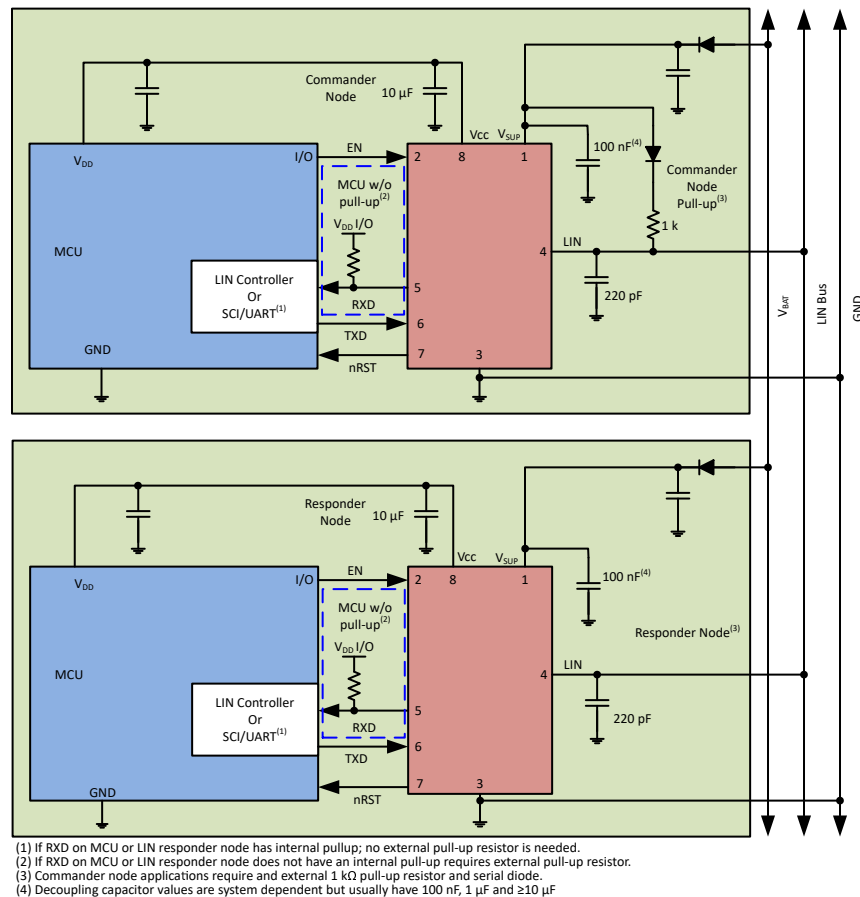 Commander
Node
10 µF
VDD
I/O
EN
2
Vcc
8
VSUP
1
100 nF(4)
Commander
Node
Pull-up(3)
1 k
MCU w/o
pull-up(2)
VDD I/O
MCU
LIN Controller
Or
SCI/UART(1)
5
RXD
6
TXD
7
nRST
GND
3
4
LIN
220 pF
VBAT
LIN Bus
GND
Responder
Node
10 µF
VDD
I/O
EN
2
Vcc
8
VSUP
1
100 nF(4)
MCU w/o
pull-up(2)
VDD I/O
Responder Node(3)
MCU
LIN Controller
Or
SCI/UART(1)
5
RXD
6
TXD
7
nRST
GND
3
4
LIN
220 pF
(1) If RXD on MCU or LIN responder node has internal pullup; no external pull-up resistor is needed.
(2) If RXD on MCU or LIN responder node does not have an internal pull-up requires external pull-up resistor.
(3) Commander node applications require and external 1 kΩ pull-up resistor and serial diode.
(4) Decoupling capacitor values are system dependent but usually have 100 nF, 1 µF and ≥10 µF